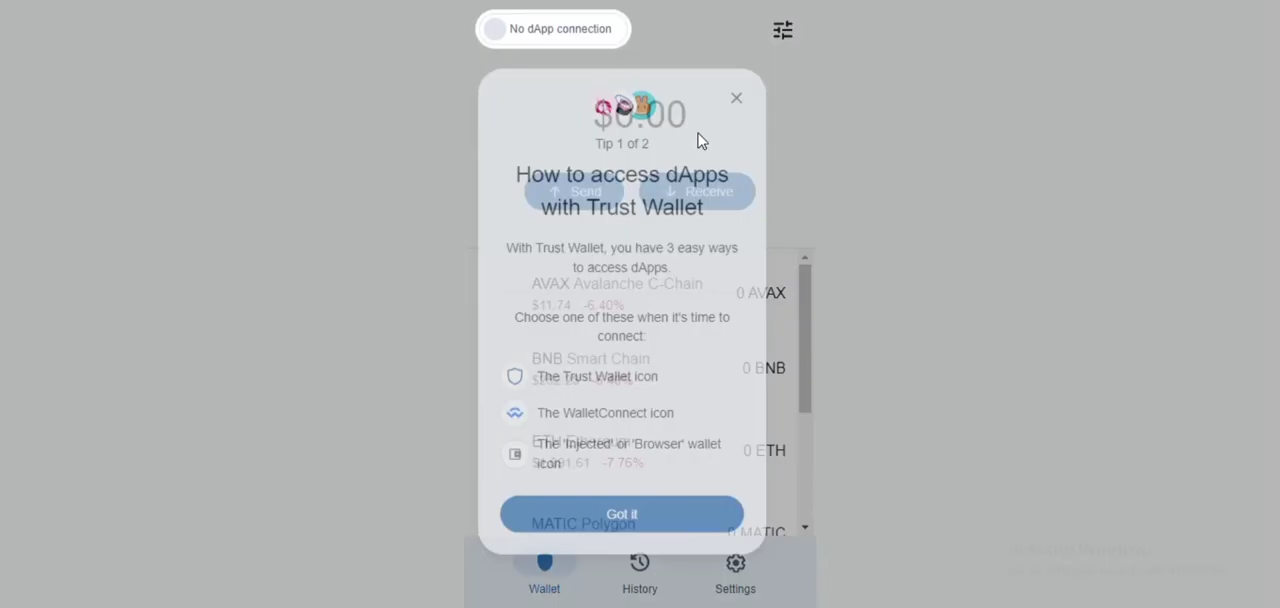 No dApp connection
$0.00
Tip 1 of 2
How to access dApps
with Trust Wallet
Send
Receive
With Trust Wallet, you have 3 easy ways
to access dApps.
AVAX Avalanche C-Chain
0 AVAX
$11.74 -6.40%
Choose one of these when it's time to
connect:
BNB Smart Chain
0 BNB
The Trust Wallet icon
The WalletConnect icon
ETH Ethereum
The 'Injected' or 'Browser' wallet
icon
0 ETH
-7.76%
Got it
MATIC Polygon
0 MATIC
Wallet
History
Settings